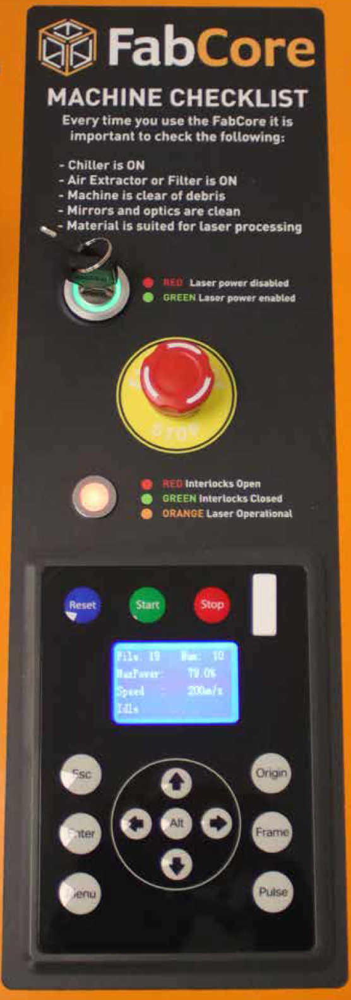 FabCore
MACHINE CHECKLIST
Every time you use the FabCore it is
important to check the following:
- Chiller is ON
- Air Extractor or Filter is ON
- Machine is clear of debris
- Mirrors and optics are clean
- Material is suited for laser processing
RED Laser power disabled
GREEN Laser power enabled
STOP
RED Interlocks Open
GREEN Interlocks Closed
ORANGE Laser Operational
Reset Start Stop
File: 19 Num: 10
MaxPower: 79.0%
Speed : 200m/s
Idle
Esc Origin
Alt
Enter Frame
Menu Pulse